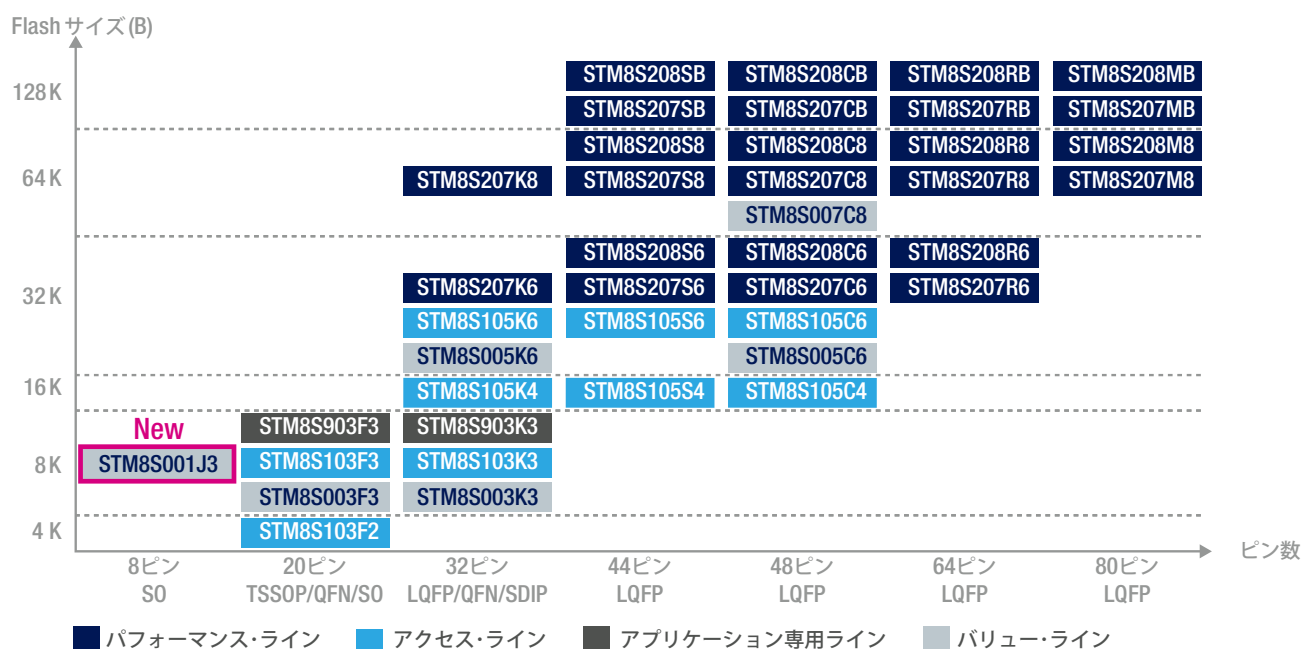 Flash サイズ(B)
128 K
STM8S208SB STM8S208CB STM8S208RB STM8S208MB
STM8S207SB STM8S207CB STM8S207RB STM8S207MB
64 K
STM8S208S8 STM8S208C8 STM8S208R8 STM8S208M8
STM8S207K8 STM8S207S8 STM8S207C8 STM8S207R8 STM8S207M8
STM8S007C8
32 K
STM8S208S6 STM8S208C6 STM8S208R6
STM8S207K6 STM8S207S6 STM8S207C6 STM8S207R6
STM8S105K6 STM8S105S6 STM8S105C6
STM8S005K6 STM8S005C6
16 K
STM8S105K4 STM8S105S4 STM8S105C4
New STM8S903F3 STM8S903K3
8 K
STM8S001J3 STM8S103F3 STM8S103K3
STM8S003F3 STM8S003K3
4 K
STM8S103F2
ピン数
8ピン 20ピン 32ピン 44ピン 48ピン 64ピン 80ピン
SO TSSOP/QFN/SO LQFP/QFN/SDIP LQFP LQFP LQFP LQFP
パフォーマンス・ライン アクセス・ライン アプリケーション専用ライン バリュー・ライン